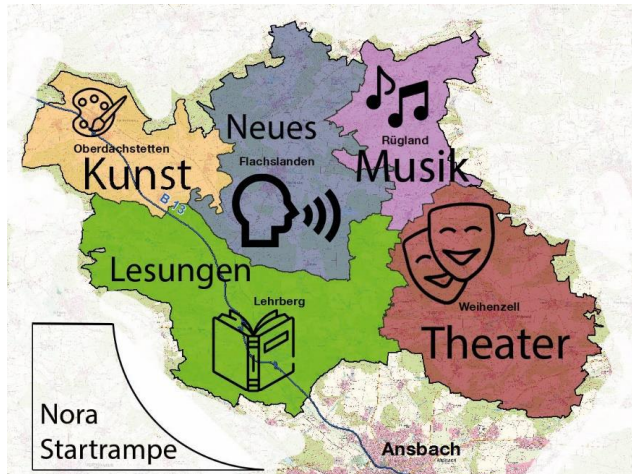 Neues
Rügland
Oberdachstetten
Flachslanden
Kunst
Musik
B 13
Lesungen
Lehrberg
Weihenzell
Theater
Nora
Startrampe
Ansbach